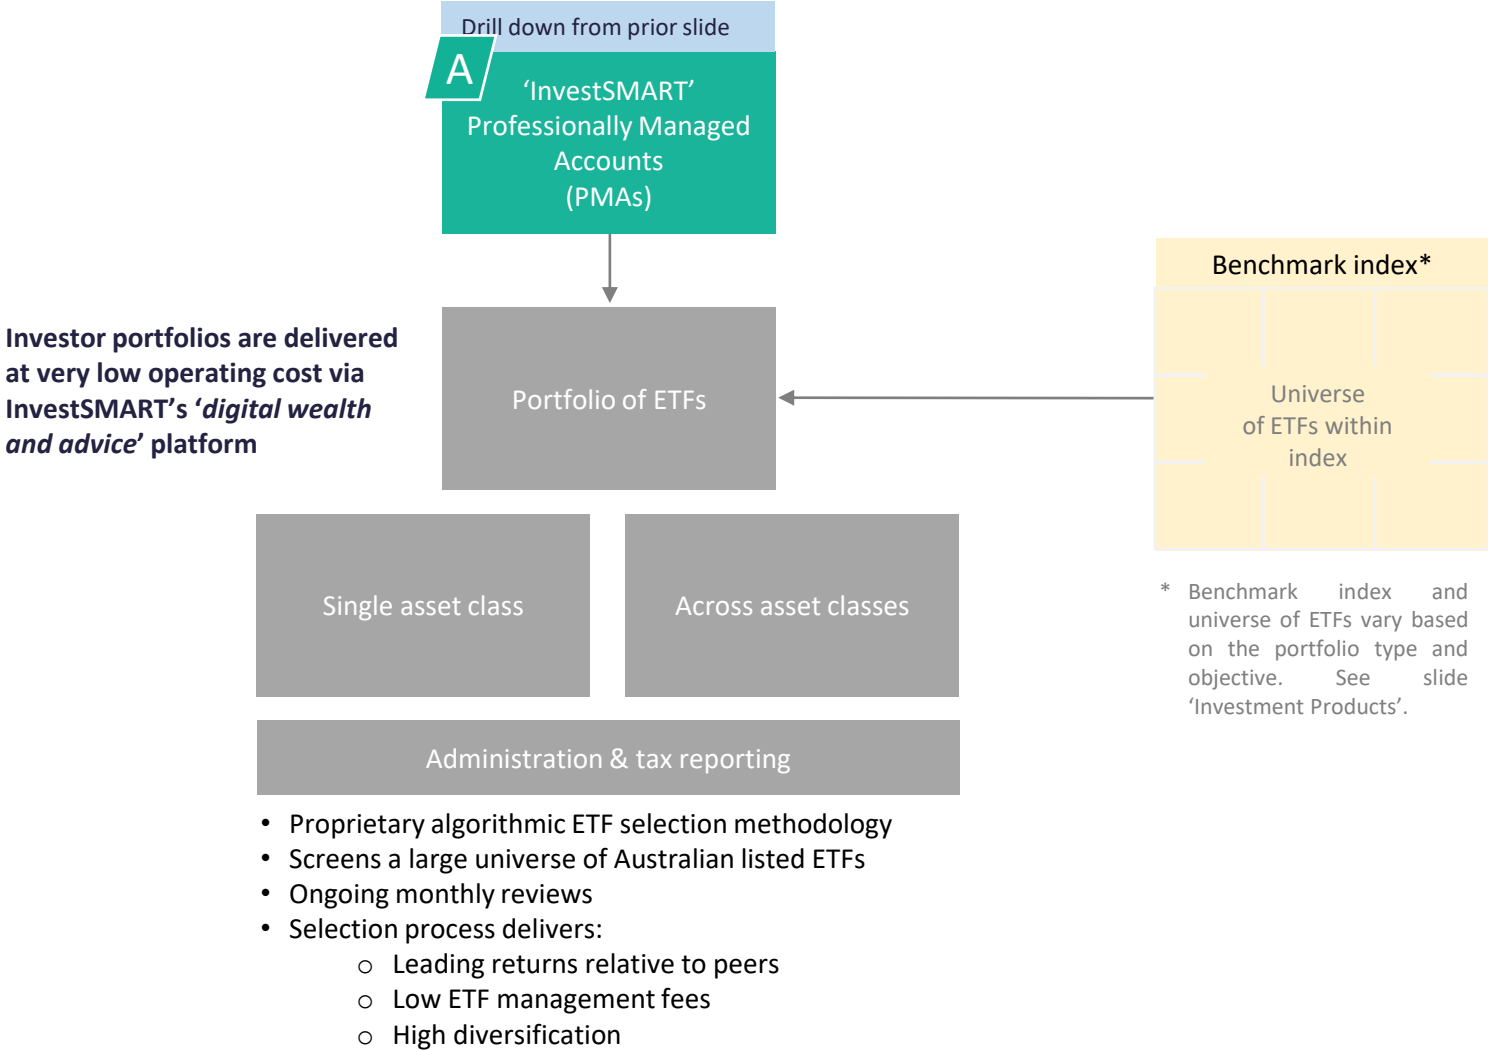 Drill down from prior slide
A
‘InvestSMART’
Professionally Managed
Accounts
(PMAs)
Benchmark index*
Investor portfolios are delivered
at very low operating cost via
InvestSMART’s ‘digital wealth
and advice’ platform
Portfolio of ETFs
Universe
of ETFs within
index
Single asset class
Across asset classes
* Benchmark index and
universe of ETFs vary based
on the portfolio type and
objective. See slide
‘Investment Products’.
Administration & tax reporting
• Proprietary algorithmic ETF selection methodology
• Screens a large universe of Australian listed ETFs
• Ongoing monthly reviews
• Selection process delivers:
o Leading returns relative to peers
o Low ETF management fees
o High diversification